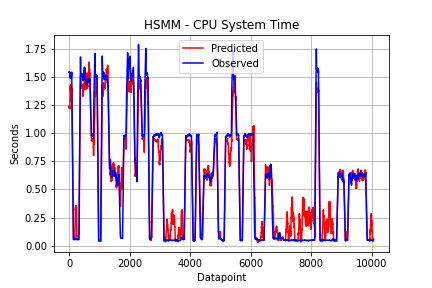 HSMM - CPU System Time
Predicted
Observed
1.75
1.50
1.25
1.00
0.75
0.50
0.25
0.00
Seconds
0 2000 4000 6000 8000 10000
Datapoint